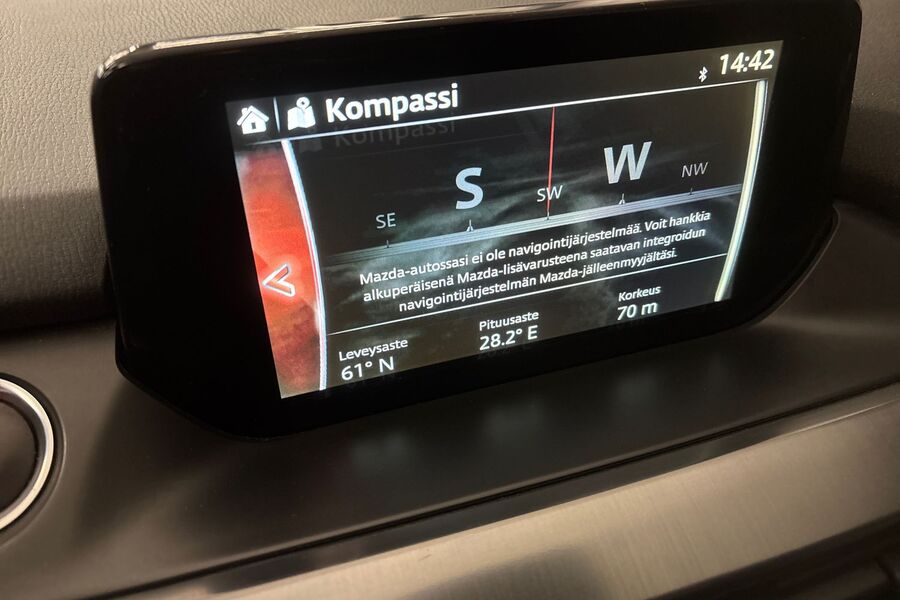 Kompassi
14:42
SE
S
SW
W
NW
Mazda-autossasi ei ole navigointijärjestelmää. Voit hankkia
alkuperäisenä Mazda-lisävarusteena saatavan integroidun
navigointijärjestelmän Mazda-jälleenmyyjältäsi.
Leveysaste
61° N
Pituusaste
28.2° E
Korkeus
70 m